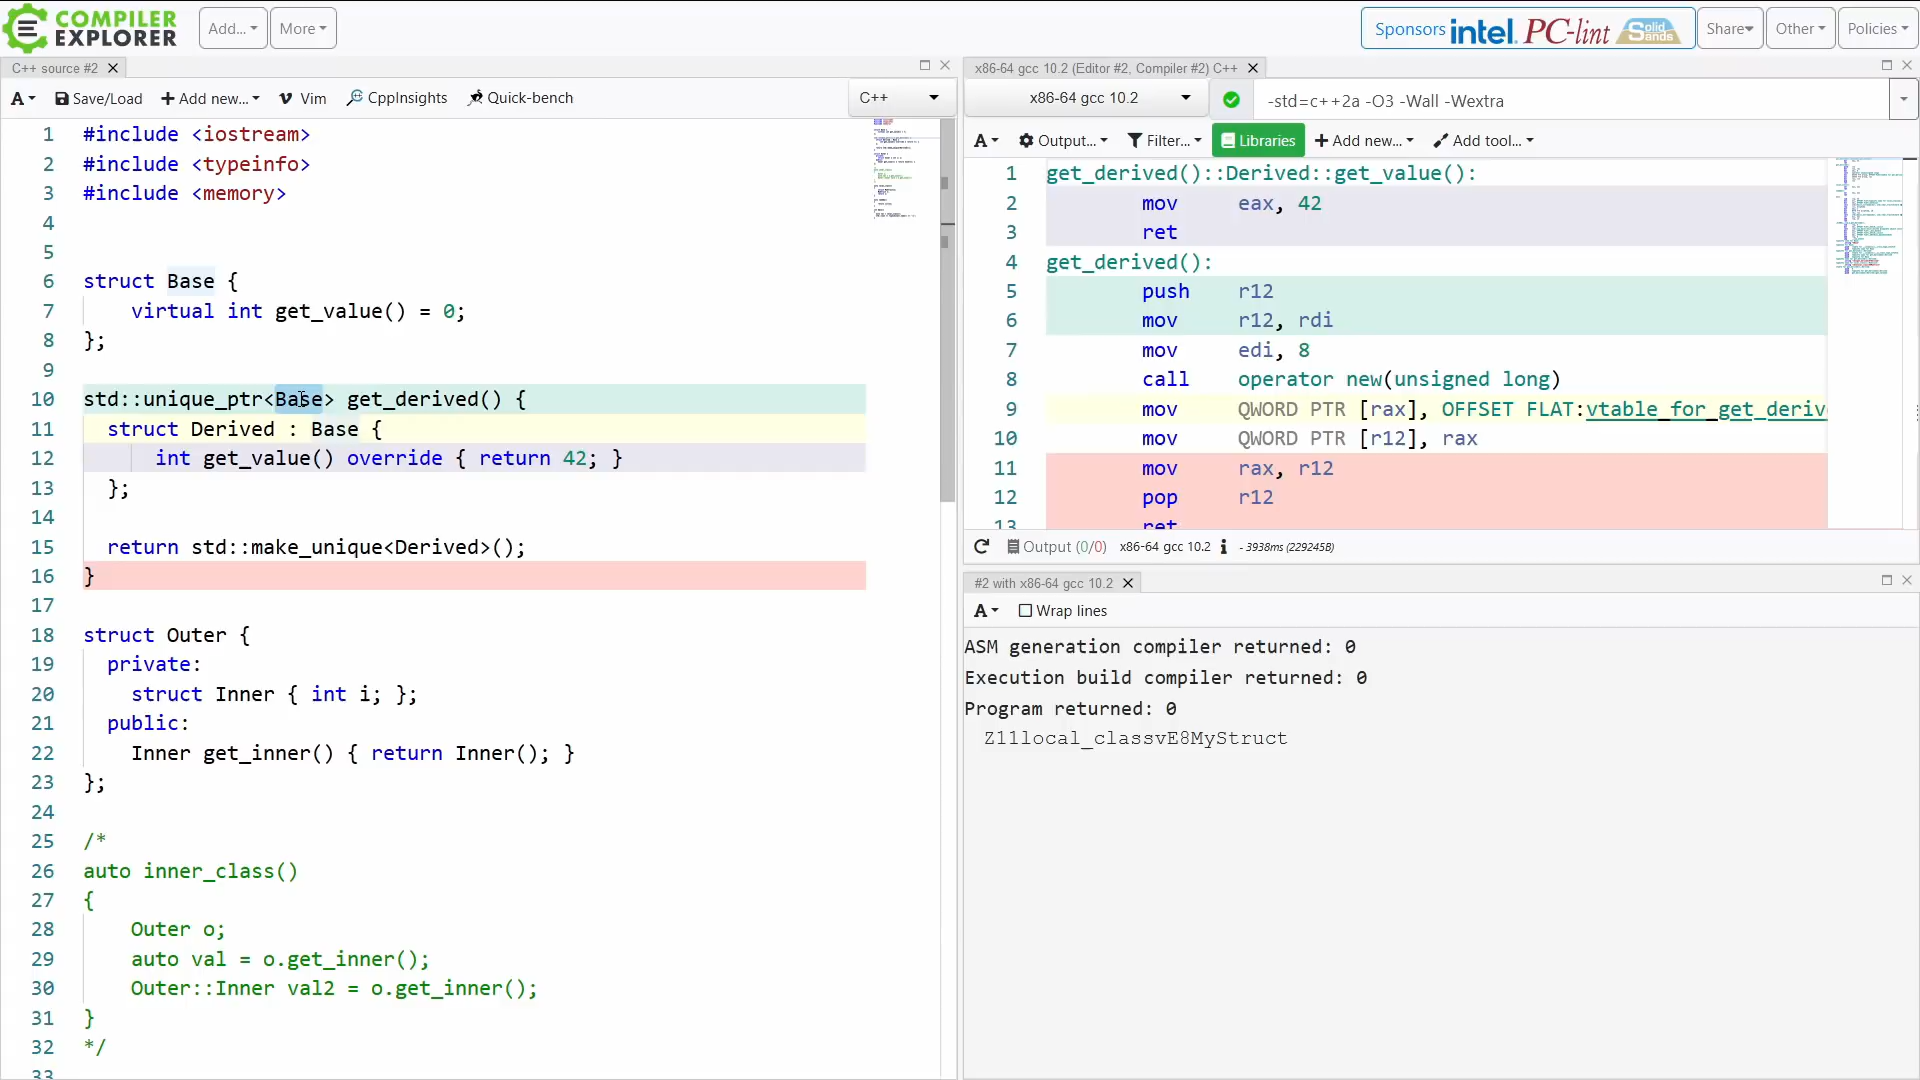 COMPILER EXPLORER
Add...
More
Sponsors intel. PC-lint Solid Sands
Share
Other
Policies
C++ source #2
A
Save/Load
Add new...
Vim
CppInsights
Quick-bench
C++
1 #include <iostream>
2 #include <typeinfo>
3 #include <memory>
4
5
6 struct Base {
7 virtual int get_value() = 0;
8 };
9
10 std::unique_ptr<Base> get_derived() {
11 struct Derived : Base {
12 int get_value() override { return 42; }
13 };
14
15 return std::make_unique<Derived>();
16 }
17
18 struct Outer {
19 private:
20 struct Inner { int i; };
21 public:
22 Inner get_inner() { return Inner(); }
23 };
24
25 /*
26 auto inner_class()
27 {
28 Outer o;
29 auto val = o.get_inner();
30 Outer::Inner val2 = o.get_inner();
31 }
32 */
33
x86-64 gcc 10.2 (Editor #2, Compiler #2) C++
x86-64 gcc 10.2
-std=c++2a -O3 -Wall -Wextra
A
Output...
Filter...
Libraries
Add new...
Add tool...
1 get_derived()::Derived::get_value():
2 mov eax, 42
3 ret
4 get_derived():
5 push r12
6 mov r12, rdi
7 mov edi, 8
8 call operator new(unsigned long)
9 mov QWORD PTR [rax], OFFSET FLAT:vtable_for_get_deriv
10 mov QWORD PTR [r12], rax
11 mov rax, r12
12 pop r12
13 ret
Output (0/0) x86-64 gcc 10.2 i - 3938ms (229245B)
#2 with x86-64 gcc 10.2
A
Wrap lines
ASM generation compiler returned: 0
Execution build compiler returned: 0
Program returned: 0
Z11local_classvE8MyStruct